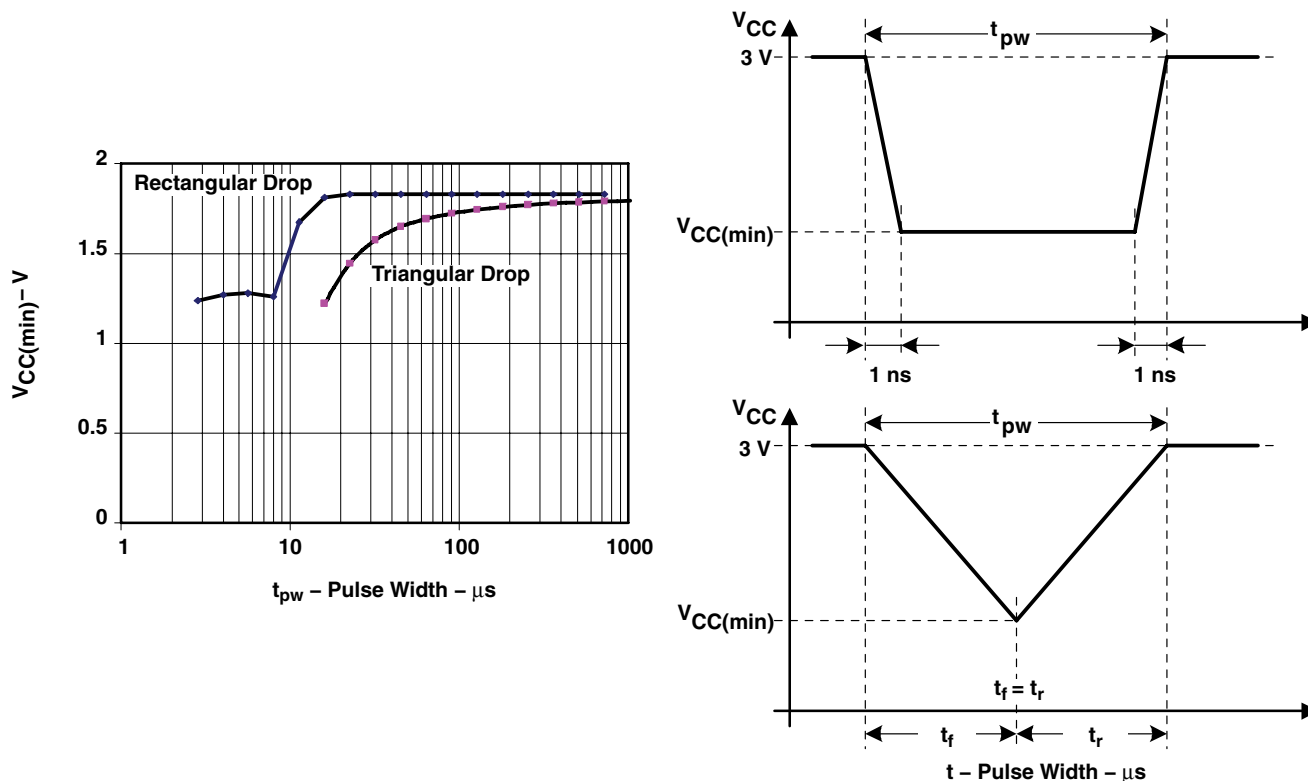 2
1.5
1
0.5
0
VCC(min) – V
Rectangular Drop
Triangular Drop
1 10 100 1000
tpw – Pulse Width – μs
VCC
3 V
tpw
VCC(min)
1 ns 1 ns
VCC
3 V
tpw
VCC(min)
tf = tr
tf tr
t – Pulse Width – μs